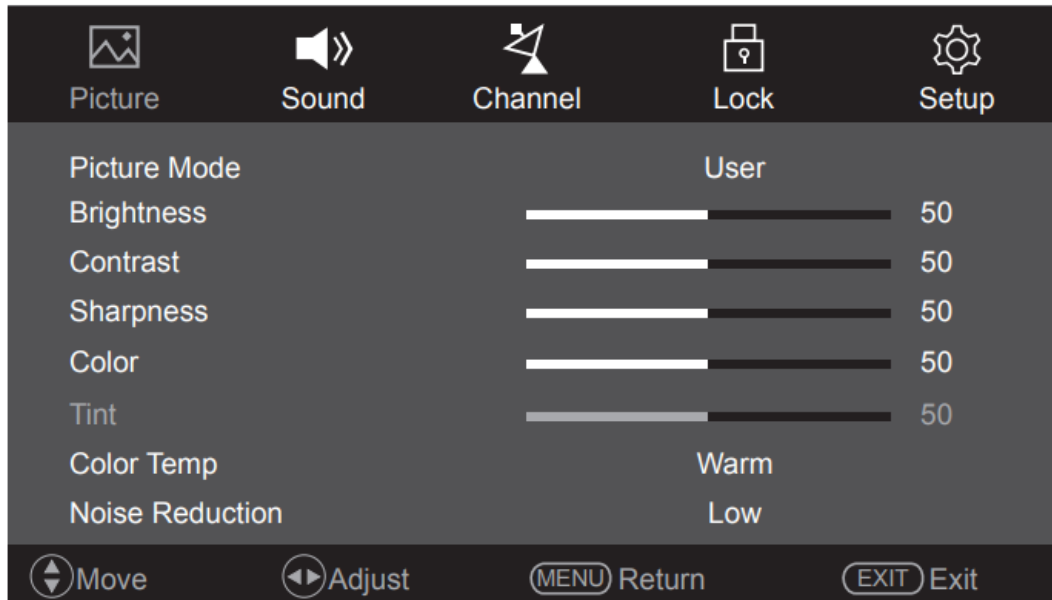 Picture Sound Channel Lock Setup
Picture Mode User
Brightness 50
Contrast 50
Sharpness 50
Color 50
Tint 50
Color Temp Warm
Noise Reduction Low
Move Adjust MENU Return EXIT Exit